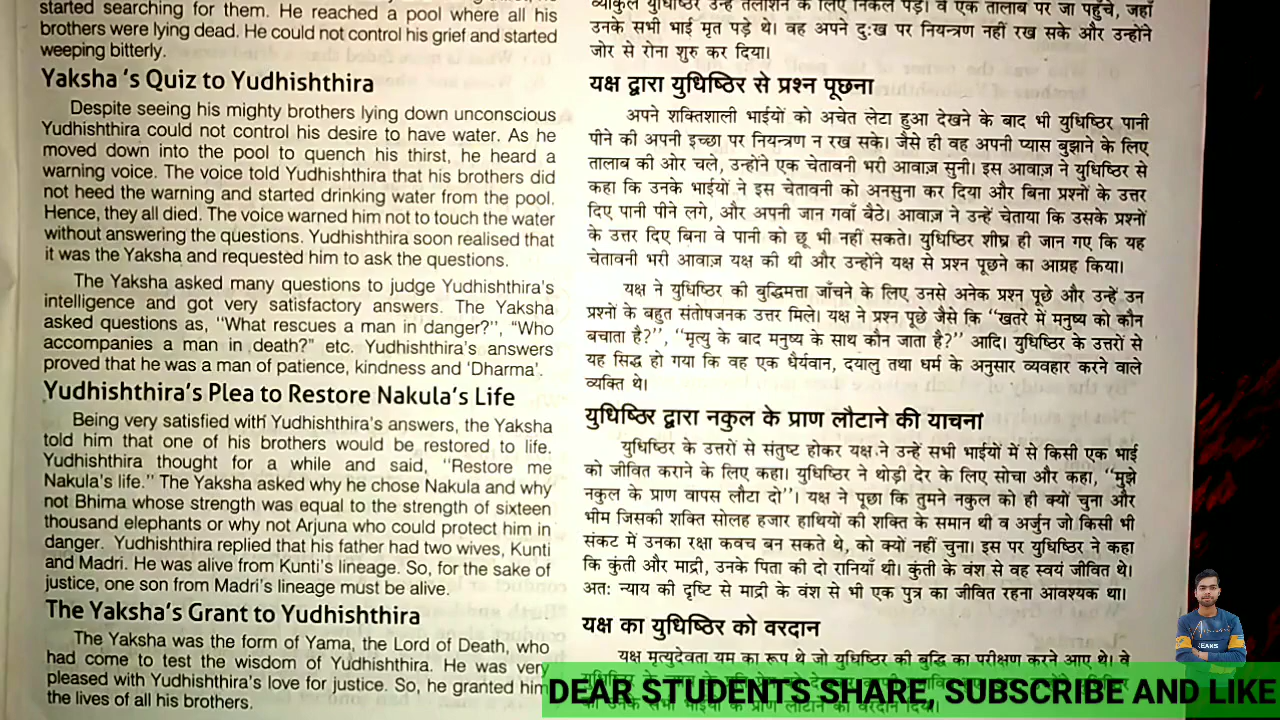 started searching for them. He reached a pool where all his
brothers were lying dead. He could not control his grief and started
weeping bitterly.
Yaksha 's Quiz to Yudhishthira
Despite seeing his mighty brothers lying down unconscious
Yudhishthira could not control his desire to have water. As he
moved down into the pool to quench his thirst, he heard a
warning voice. The voice told Yudhishthira that his brothers did
not heed the warning and started drinking water from the pool.
Hence, they all died. The voice warned him not to touch the water
without answering the questions. Yudhishthira soon realised that
it was the Yaksha and requested him to ask the questions.
The Yaksha asked many questions to judge Yudhishthira's
intelligence and got very satisfactory answers. The Yaksha
asked questions as, "What rescues a man in danger?", "Who
accompanies a man in death?" etc. Yudhishthira's answers
proved that he was a man of patience, kindness and 'Dharma'.
Yudhishthira's Plea to Restore Nakula's Life
Being very satisfied with Yudhishthira's answers, the Yaksha
told him that one of his brothers would be restored to life.
Yudhishthira thought for a while and said, "Restore me
Nakula's life." The Yaksha asked why he chose Nakula and why
not Bhima whose strength was equal to the strength of sixteen
thousand elephants or why not Arjuna who could protect him in
danger. Yudhishthira replied that his father had two wives, Kunti
and Madri. He was alive from Kunti's lineage. So, for the sake of
justice, one son from Madri's lineage must be alive.
The Yaksha's Grant to Yudhishthira
The Yaksha was the form of Yama, the Lord of Death, who
had come to test the wisdom of Yudhishthira. He was very
pleased with Yudhishthira's love for justice. So, he granted him
the lives of all his brothers.
व्याकुल युधिष्ठिर उन्हें तलाशने के लिए निकल पड़े। वे एक तालाब पर जा पहुँचे, जहाँ
उनके सभी भाई मृत पड़े थे। वह अपने दुःख पर नियन्त्रण नहीं रख सके और उन्होंने
जोर से रोना शुरु कर दिया।
यक्ष द्वारा युधिष्ठिर से प्रश्न पूछना
अपने शक्तिशाली भाईयों को अचेत लेटा हुआ देखने के बाद भी युधिष्ठिर पानी
पीने की अपनी इच्छा पर नियन्त्रण न रख सके। जैसे ही वह अपनी प्यास बुझाने के लिए
तालाब की ओर चले, उन्होंने एक चेतावनी भरी आवाज़ सुनी। इस आवाज़ ने युधिष्ठिर से
कहा कि उनके भाईयों ने इस चेतावनी को अनसुना कर दिया और बिना प्रश्नों के उत्तर
दिए पानी पीने लगे, और अपनी जान गवाँ बैठे। आवाज़ ने उन्हें चेताया कि उसके प्रश्नों
के उत्तर दिए बिना वे पानी को छू भी नहीं सकते। युधिष्ठिर शीघ्र ही जान गए कि यह
चेतावनी भरी आवाज़ यक्ष की थी और उन्होंने यक्ष से प्रश्न पूछने का आग्रह किया।
यक्ष ने युधिष्ठिर की बुद्धिमत्ता जाँचने के लिए उनसे अनेक प्रश्न पूछे और उन्हें उन
प्रश्नों के बहुत संतोषजनक उत्तर मिले। यक्ष ने प्रश्न पूछे जैसे कि "खतरे में मनुष्य को कौन
बचाता है?", "मृत्यु के बाद मनुष्य के साथ कौन जाता है?" आदि। युधिष्ठिर के उत्तरों से
यह सिद्ध हो गया कि वह एक धैर्यवान, दयालु तथा धर्म के अनुसार व्यवहार करने वाले
व्यक्ति थे।
युधिष्ठिर द्वारा नकुल के प्राण लौटाने की याचना
युधिष्ठिर के उत्तरों से संतुष्ट होकर यक्ष ने उन्हें सभी भाईयों में से किसी एक भाई
को जीवित कराने के लिए कहा। युधिष्ठिर ने थोड़ी देर के लिए सोचा और कहा, "मुझे
नकुल के प्राण वापस लौटा दो"। यक्ष ने पूछा कि तुमने नकुल को ही क्यों चुना और
भीम जिसकी शक्ति सोलह हजार हाथियों की शक्ति के समान थी व अर्जुन जो किसी भी
संकट में उनका रक्षा कवच बन सकते थे, को क्यों नहीं चुना। इस पर युधिष्ठिर ने कहा
कि कुंती और माद्री, उनके पिता की दो रानियाँ थी। कुंती के वंश से वह स्वयं जीवित थे।
अतः न्याय की दृष्टि से माद्री के वंश से भी एक पुत्र का जीवित रहना आवश्यक था।
यक्ष का युधिष्ठिर को वरदान
यक्ष मृत्युदेवता यम का रूप थे जो युधिष्ठिर की बुद्धि का परीक्षण करने आए थे। वे
DEAR STUDENTS SHARE, SUBSCRIBE AND LIKE